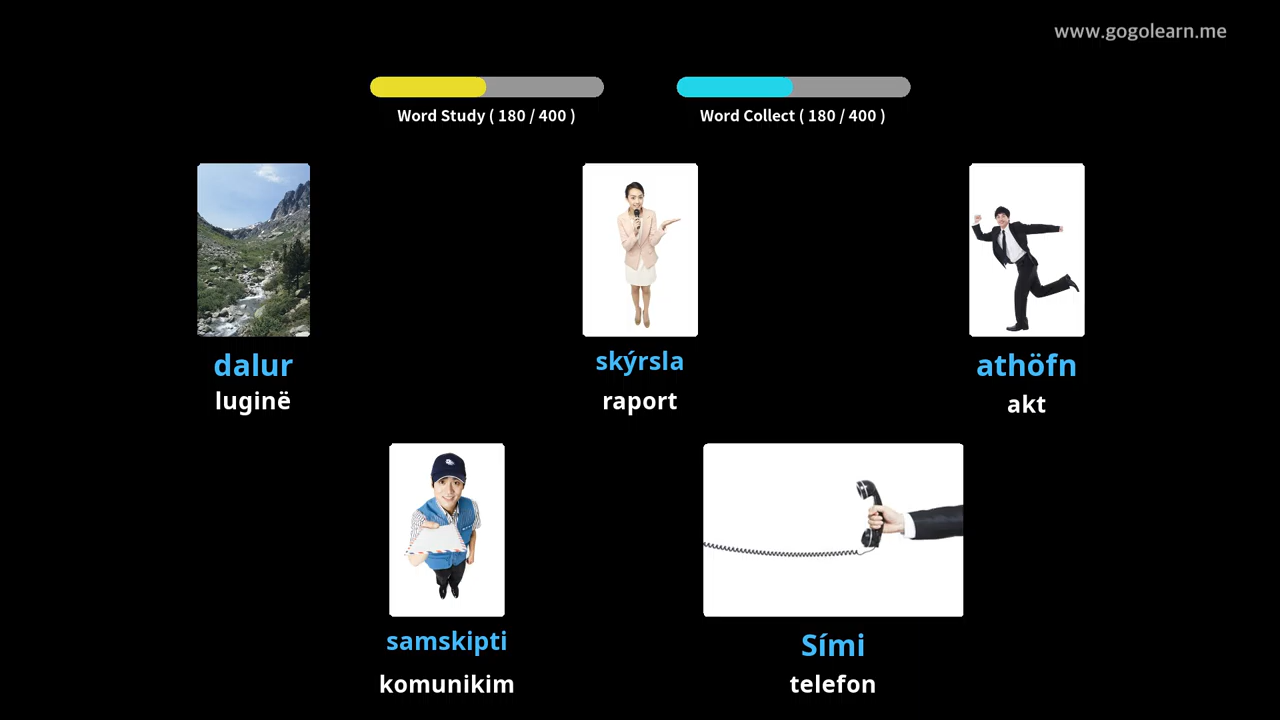 www.gogolearn.me
Word Study ( 180 / 400 )
Word Collect ( 180 / 400 )
dalur
luginë
skýrsla
raport
athöfn
akt
samskipti
komunikim
Sími
telefon